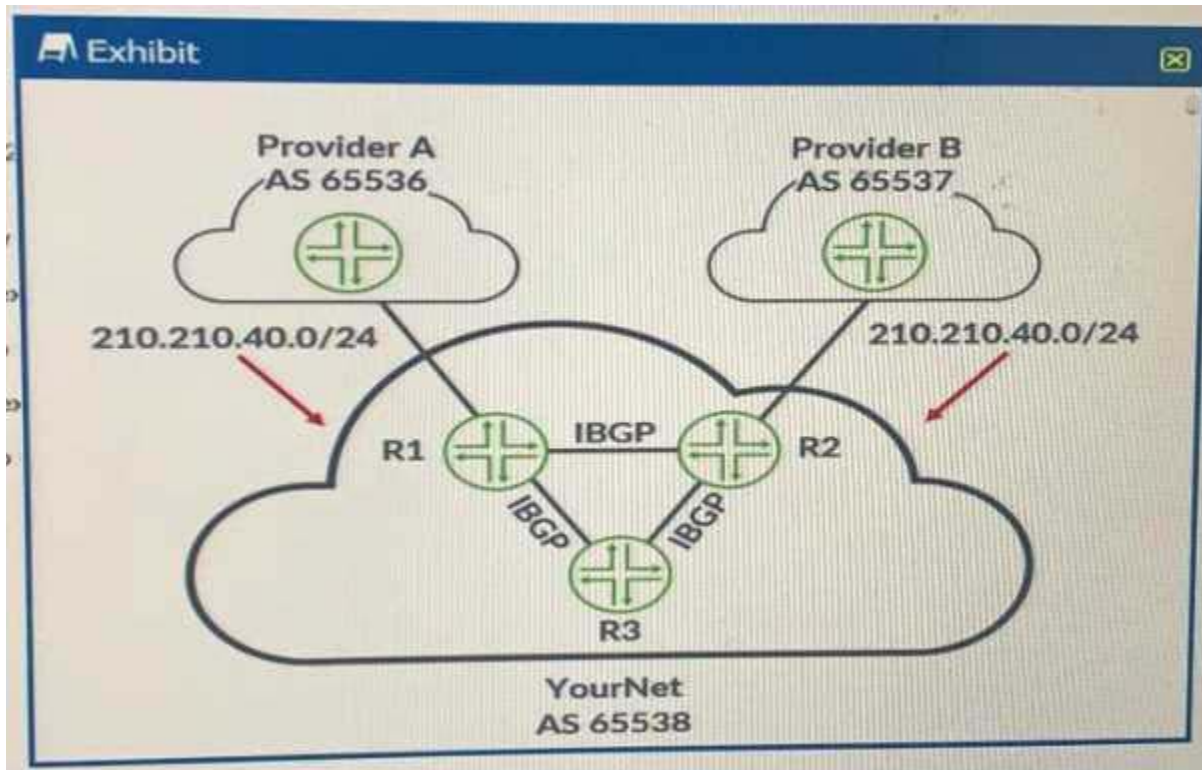 Exhibit
Provider A
AS 65536
Provider B
AS 65537
210.210.40.0/24
210.210.40.0/24
R1
IBGP
R2
IBGP
IBGP
R3
YourNet
AS 65538